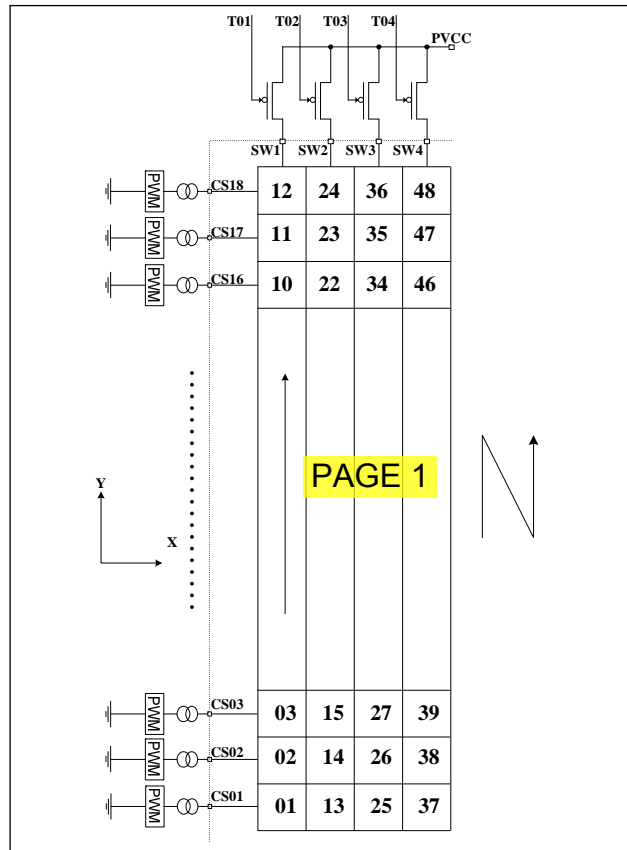 T01 T02 T03 T04
PVCC
SW1 SW2 SW3 SW4
PWM CS18 12 24 36 48
PWM CS17 11 23 35 47
PWM CS16 10 22 34 46
PAGE 1
Y
X
PWM CS03 03 15 27 39
PWM CS02 02 14 26 38
PWM CS01 01 13 25 37